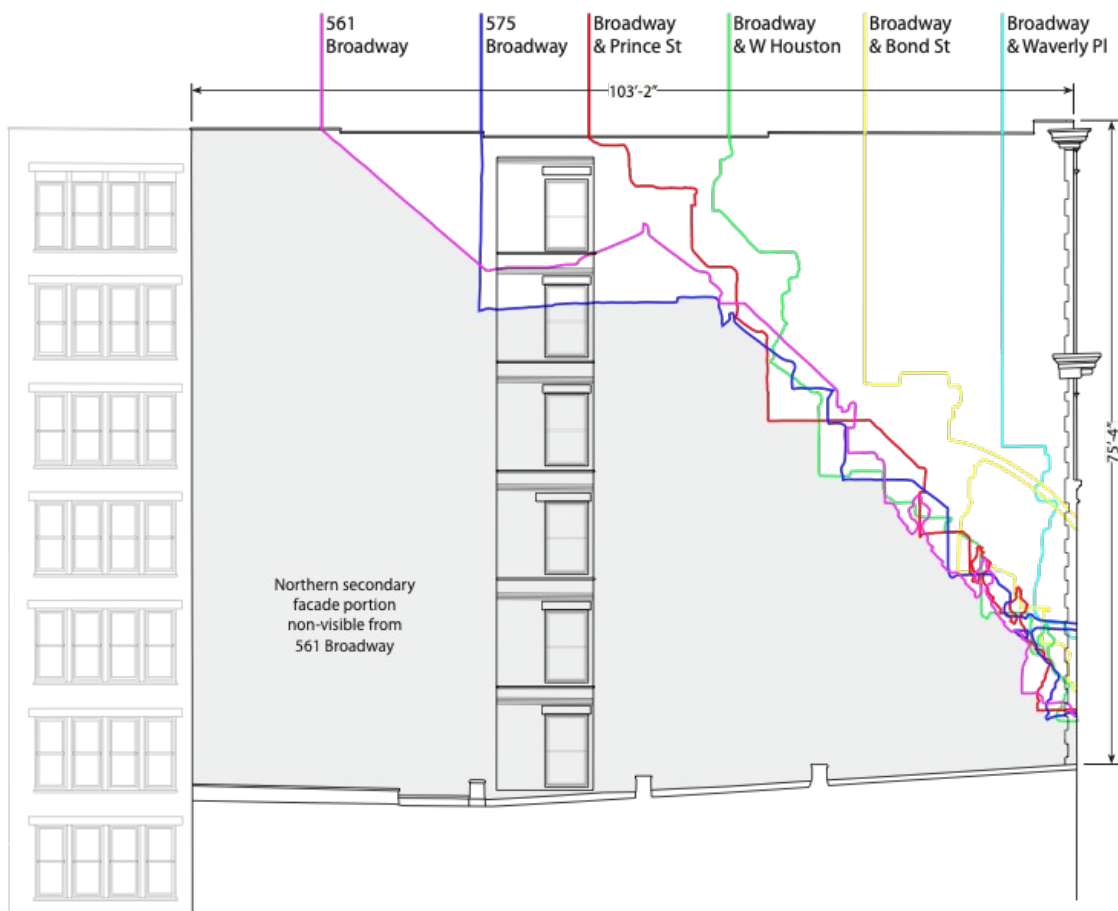 561
Broadway
575
Broadway
Broadway
& Prince St
Broadway
& W Houston
Broadway
& Bond St
Broadway
& Waverly Pl
103'-2"
75'-4"
Northern secondary
facade portion
non-visible from
561 Broadway